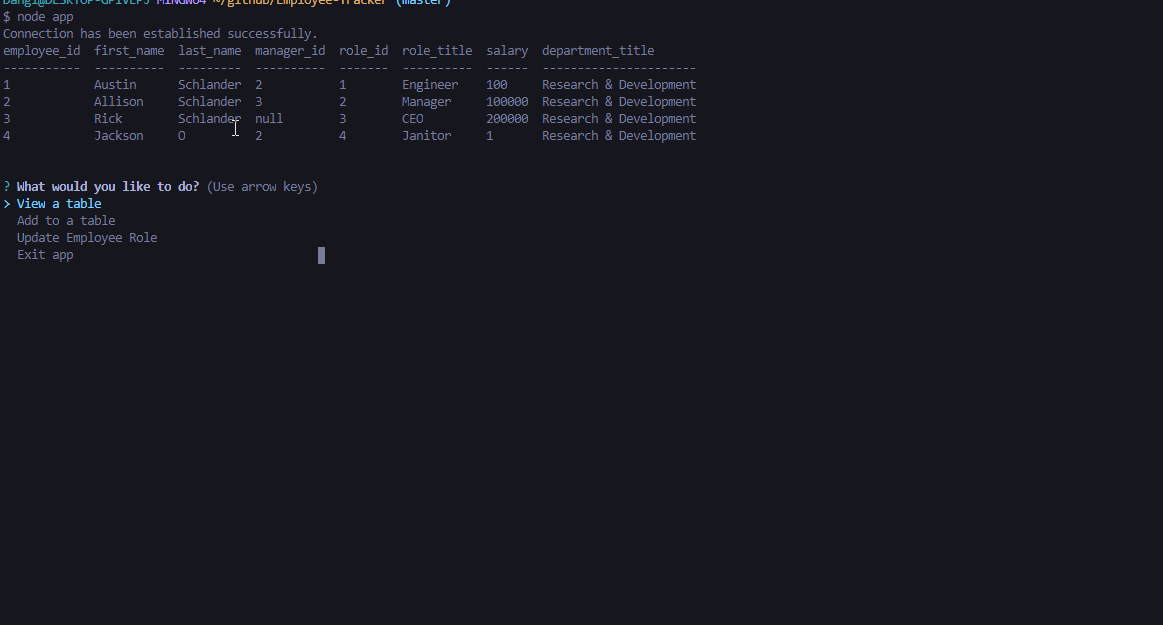 MINGW64 ~/github/Employee-Tracker (master)
$ node app
Connection has been established successfully.
employee_id  first_name  last_name  manager_id  role_id  role_title  salary  department_title
-----------  ----------  ---------  ----------  -------  ----------  ------  ----------------------
1            Austin      Schlander  2           1        Engineer    100     Research & Development
2            Allison     Schlander  3           2        Manager     100000  Research & Development
3            Rick        Schlander  null        3        CEO         200000  Research & Development
4            Jackson     O          2           4        Janitor     1       Research & Development
? What would you like to do? (Use arrow keys)
> View a table
  Add to a table
  Update Employee Role
  Exit app